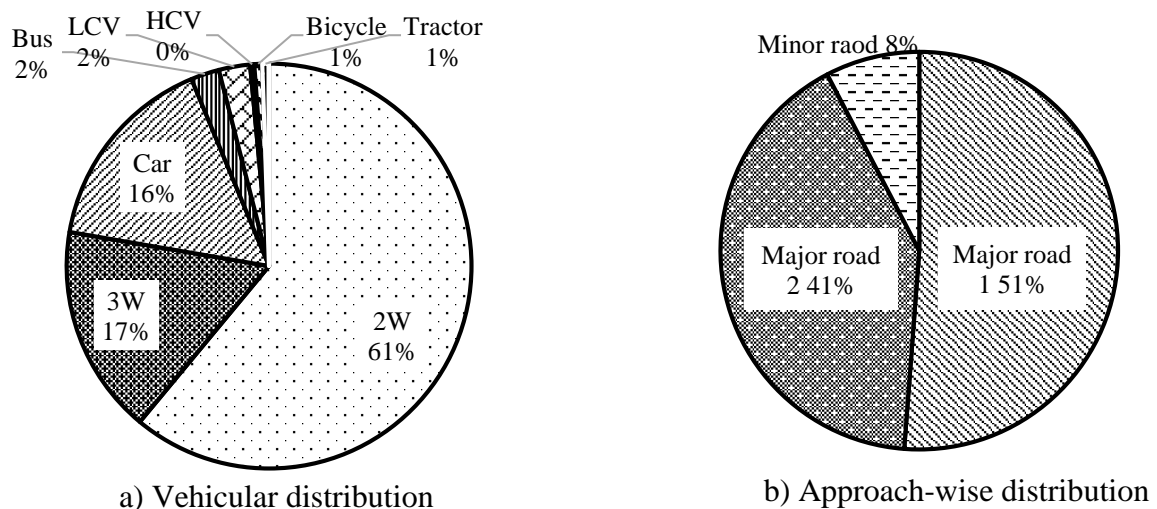 Bus
2%
LCV
2%
HCV
0%
Bicycle
1%
Tractor
1%
Car
16%
3W
17%
2W
61%
a) Vehicular distribution
Minor raod 8%
Major road
2 41%
Major road
1 51%
b) Approach-wise distribution